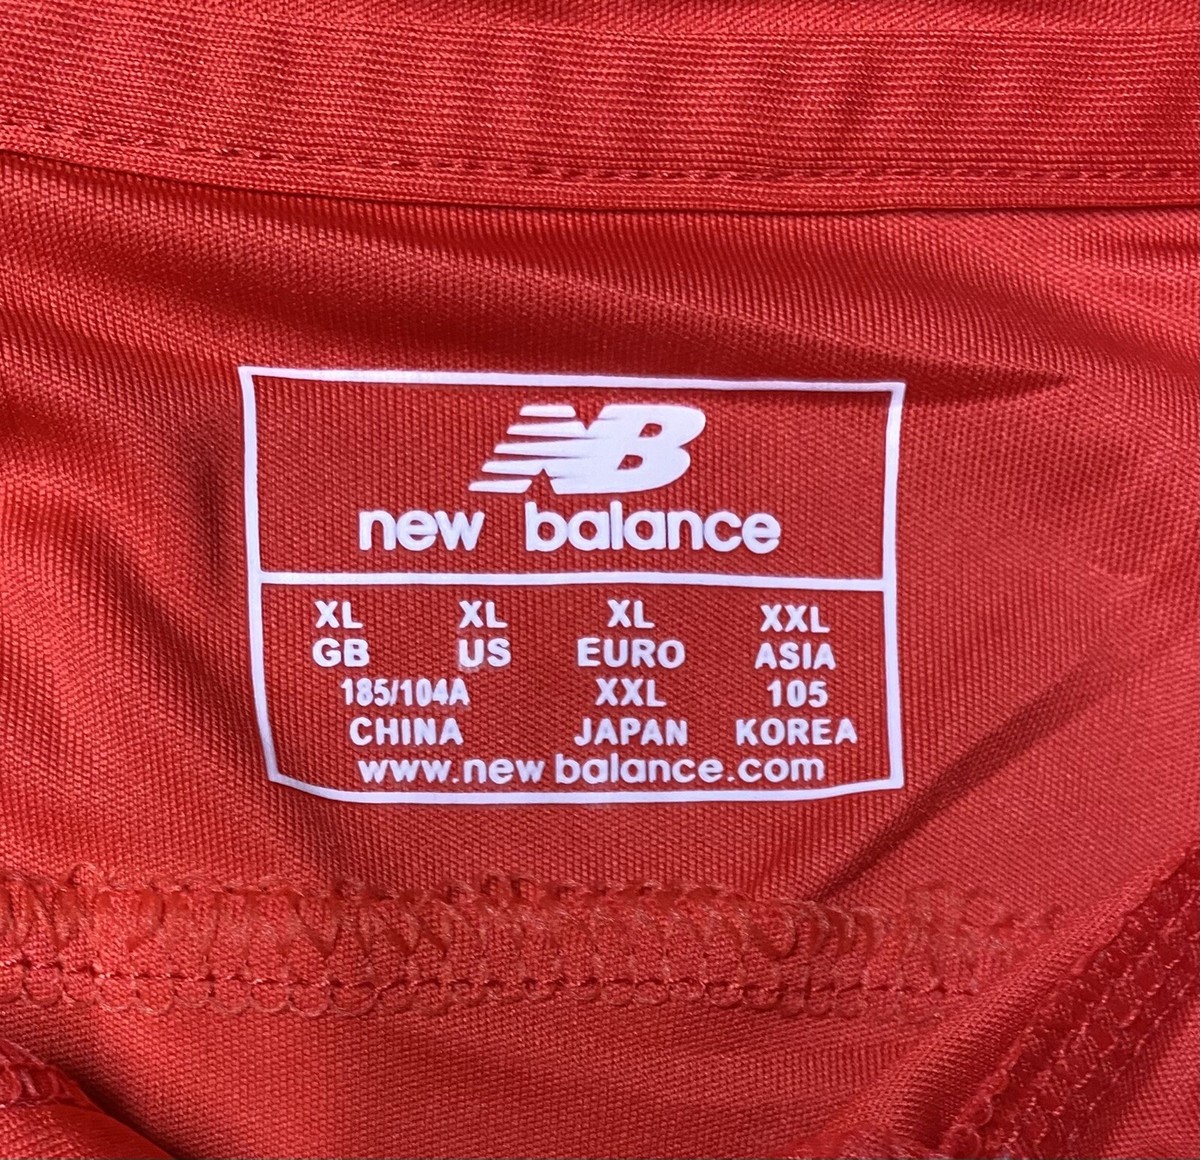 NB
new balance
XL XL XL XXL
GB US EURO ASIA
185/104A XXL 105
CHINA JAPAN KOREA
www.new balance.com